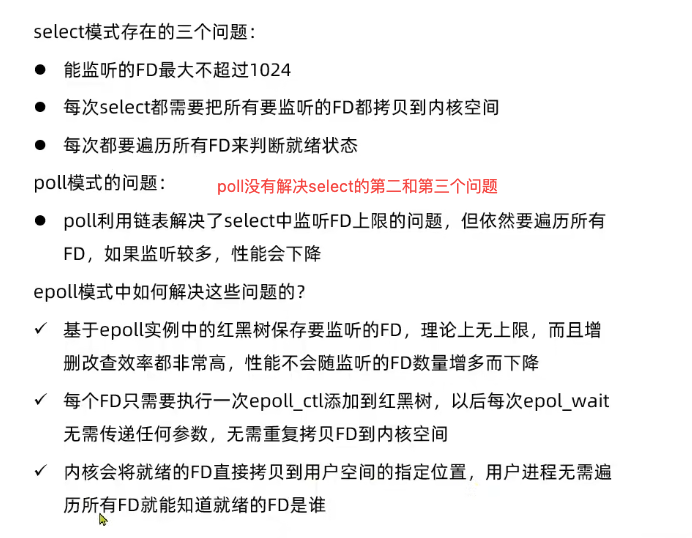 select模式存在的三个问题：
● 能监听的FD最大不超过1024
● 每次select都需要把所有要监听的FD都拷贝到内核空间
● 每次都要遍历所有FD来判断就绪状态
poll模式的问题： poll没有解决select的第二和第三个问题
● poll利用链表解决了select中监听FD上限的问题，但依然要遍历所有
FD，如果监听较多，性能会下降
epoll模式中如何解决这些问题的？
✓ 基于epoll实例中的红黑树保存要监听的FD，理论上无上限，而且增
删改查效率都非常高，性能不会随监听的FD数量增多而下降
✓ 每个FD只需要执行一次epoll_ctl添加到红黑树，以后每次epol_wait
无需传递任何参数，无需重复拷贝FD到内核空间
✓ 内核会将就绪的FD直接拷贝到用户空间的指定位置，用户进程无需遍
历所有FD就能知道就绪的FD是谁